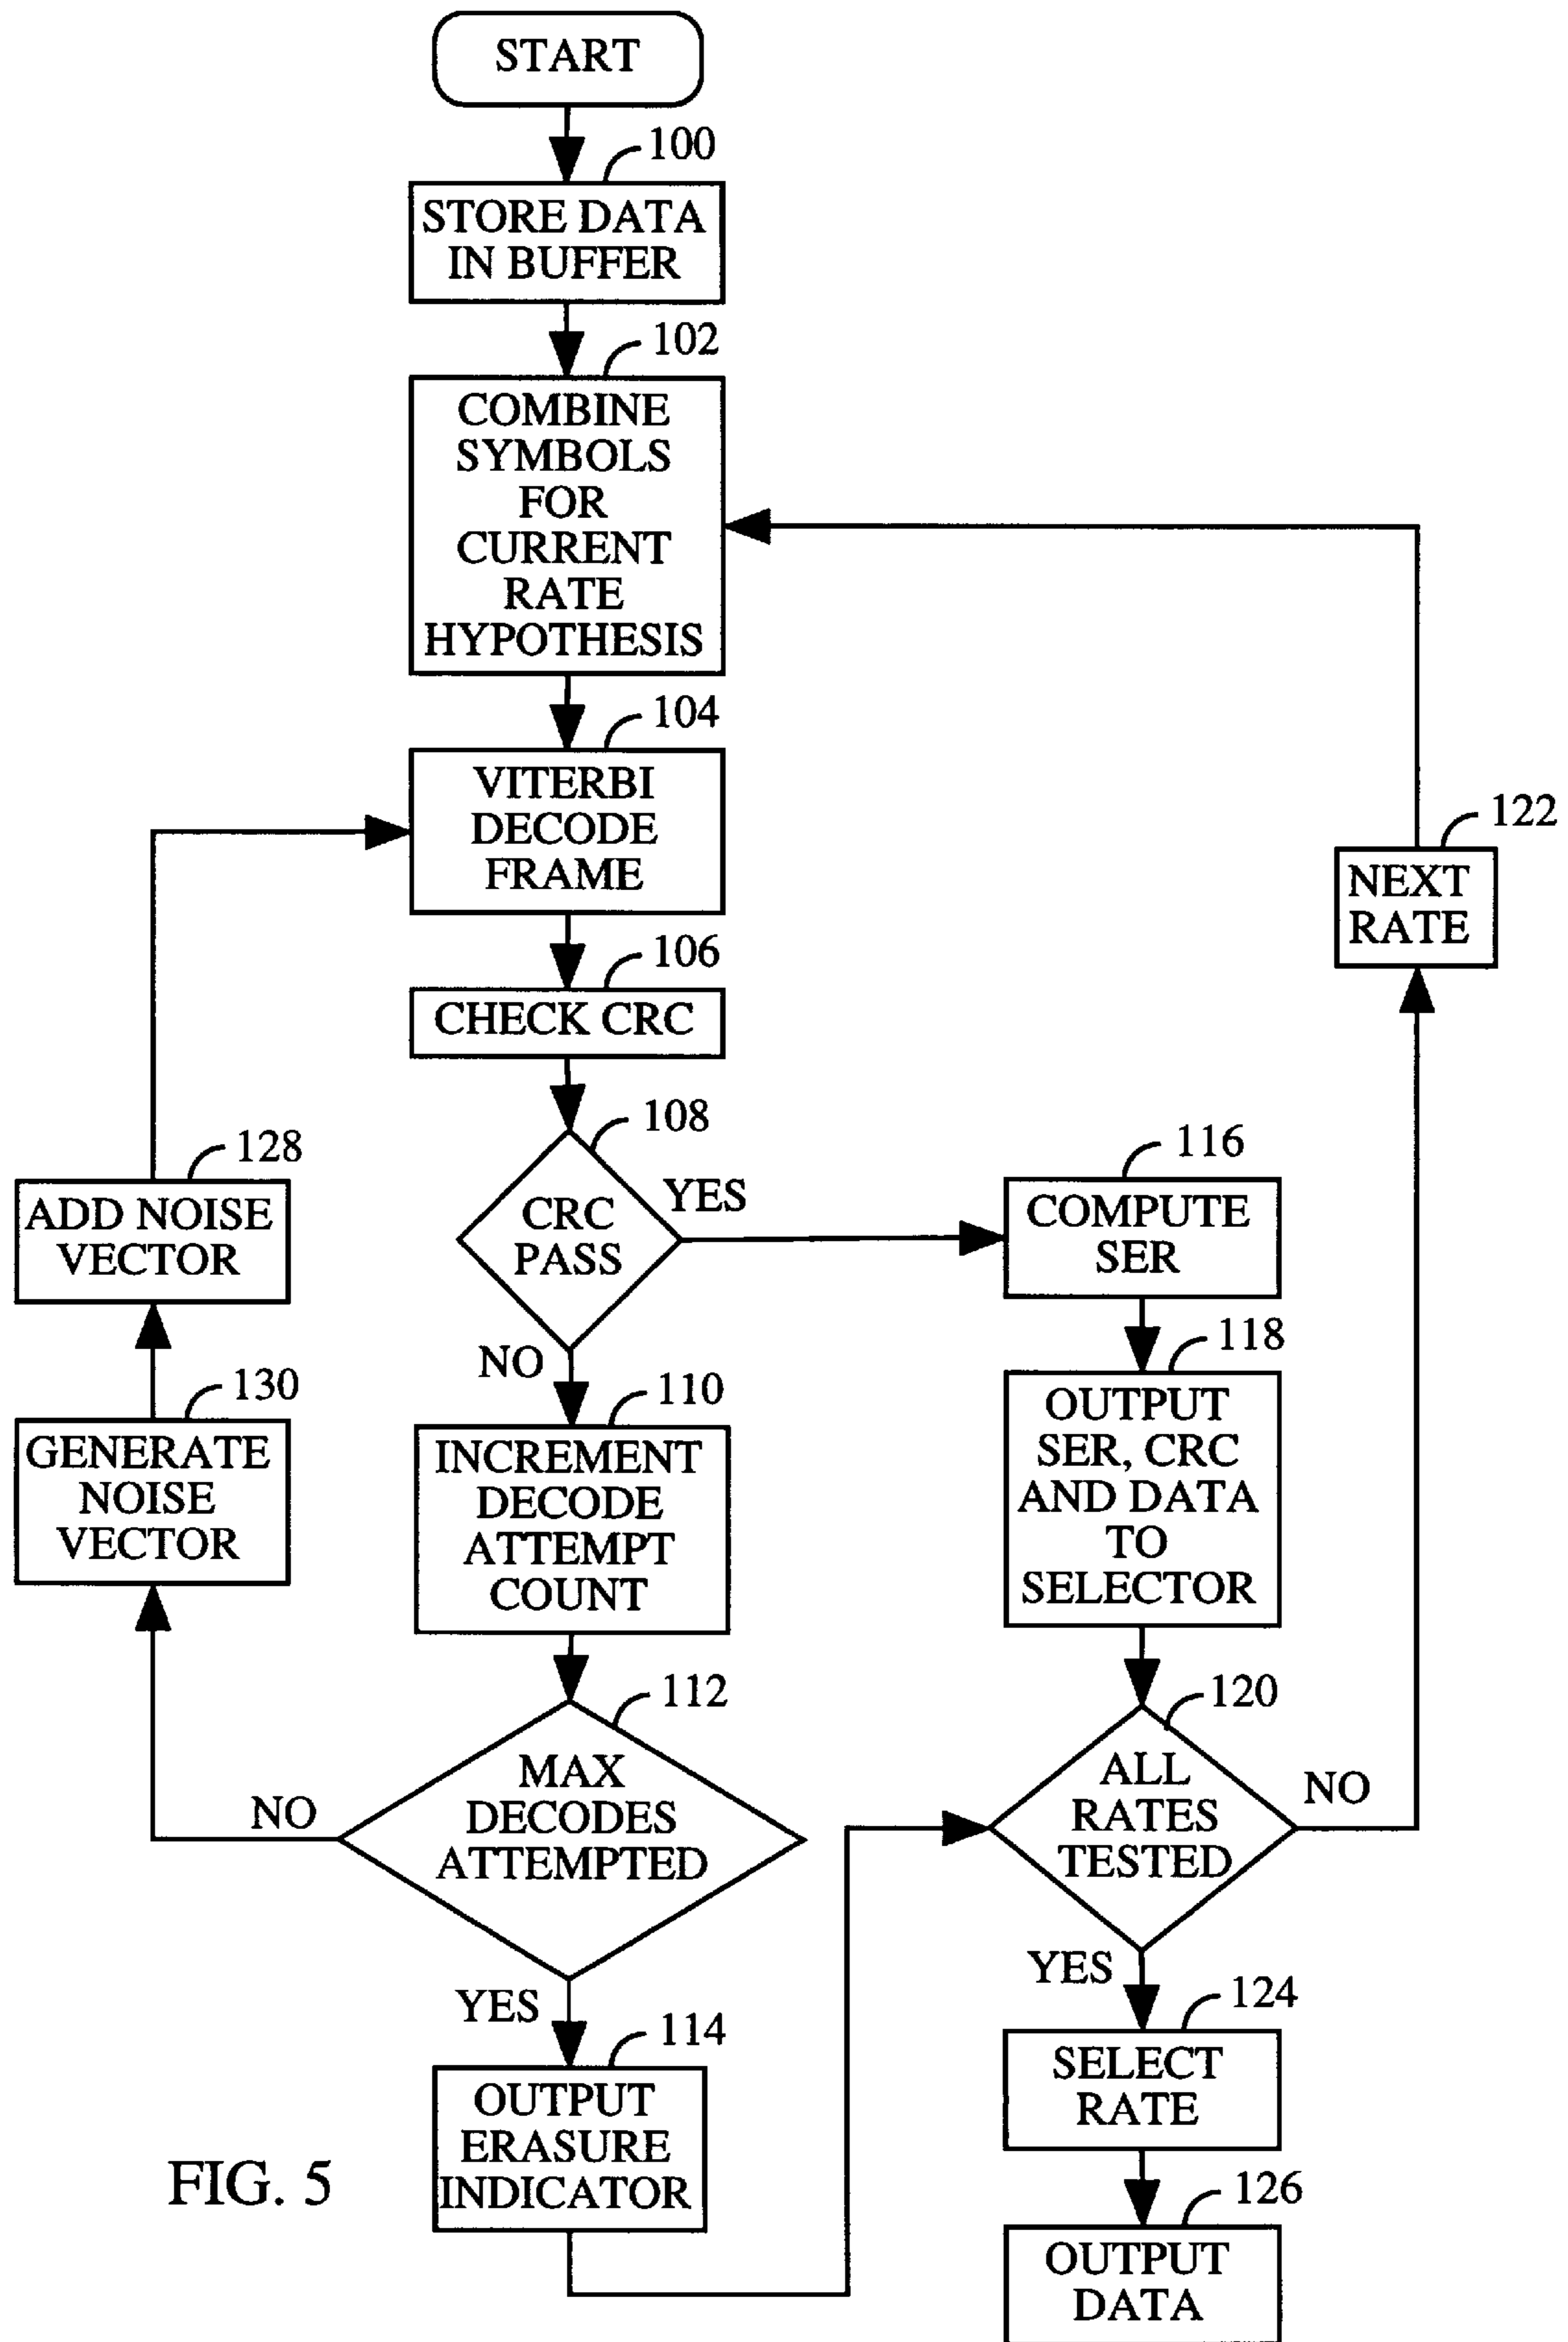 START
100
STORE DATA
IN BUFFER
102
COMBINE
SYMBOLS
FOR
CURRENT
RATE
HYPOTHESIS
104
VITERBI
DECODE
FRAME
122
NEXT
RATE
106
CHECK CRC
108
CRC
PASS
YES
NO
128
ADD NOISE
VECTOR
130
GENERATE
NOISE
VECTOR
116
COMPUTE
SER
118
OUTPUT
SER, CRC
AND DATA
TO
SELECTOR
110
INCREMENT
DECODE
ATTEMPT
COUNT
112
MAX
DECODES
ATTEMPTED
NO
YES
120
ALL
RATES
TESTED
NO
YES
114
OUTPUT
ERASURE
INDICATOR
124
SELECT
RATE
126
OUTPUT
DATA
FIG. 5